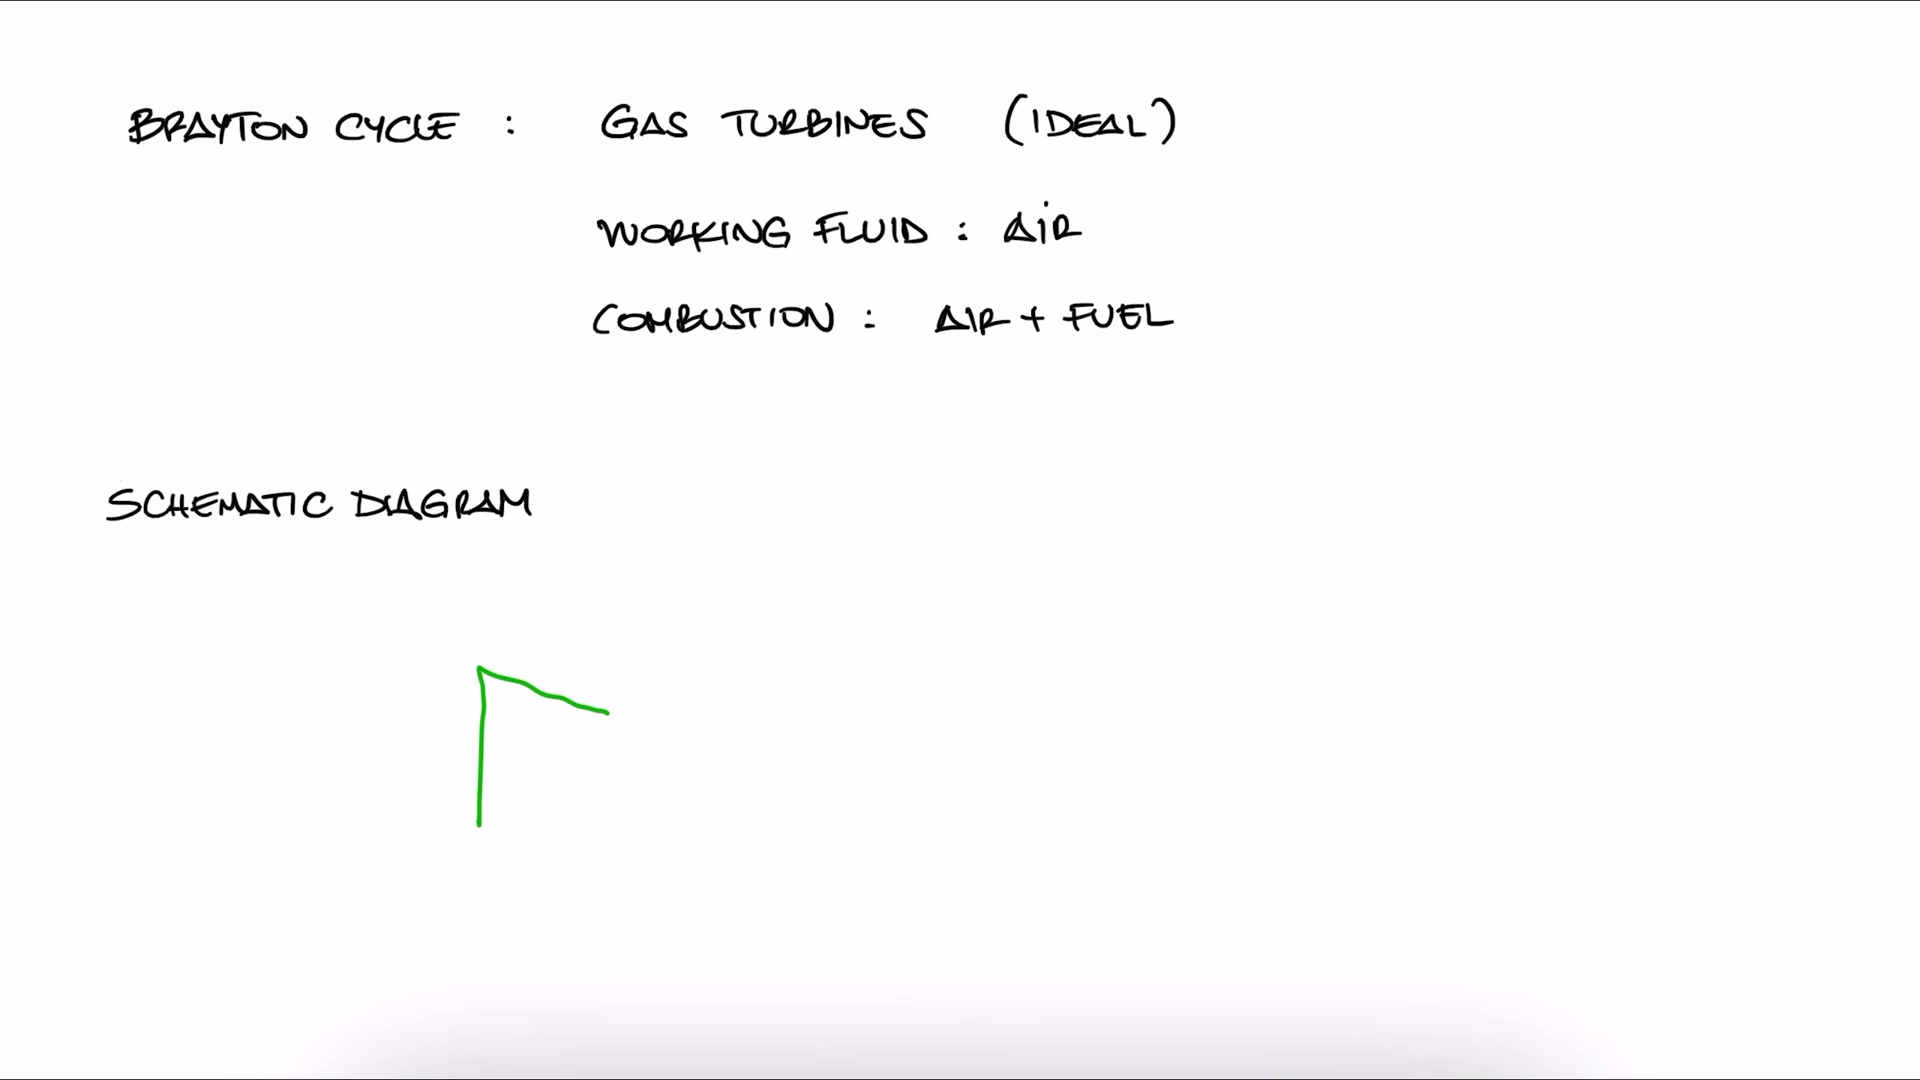 BRAYTON CYCLE : GAS TURBINES (IDEAL)
WORKING FLUID : AIR
COMBUSTION : AIR + FUEL
SCHEMATIC DIAGRAM